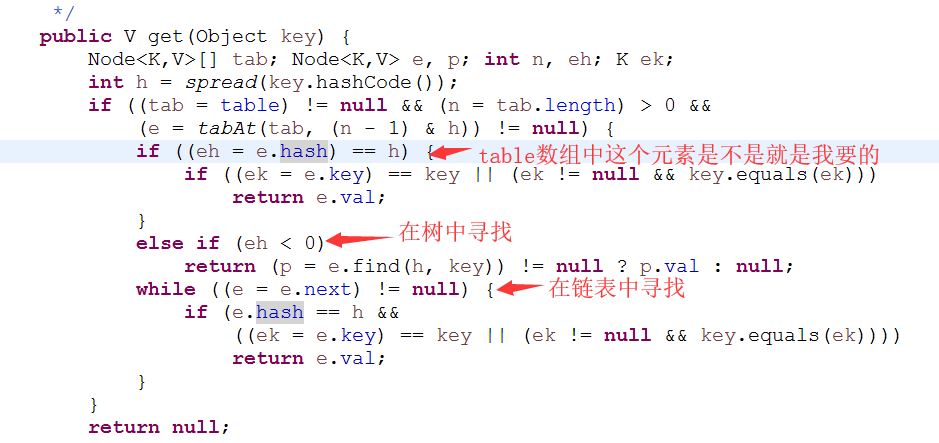 */
public V get(Object key) {
Node<K,V>[] tab; Node<K,V> e, p; int n, eh; K ek;
int h = spread(key.hashCode());
if ((tab = table) != null && (n = tab.length) > 0 &&
(e = tabAt(tab, (n - 1) & h)) != null) {
if ((eh = e.hash) == h) { table数组中这个元素是不是就是我要的
if ((ek = e.key) == key || (ek != null && key.equals(ek)))
return e.val;
}
else if (eh < 0) 在树中寻找
return (p = e.find(h, key)) != null ? p.val : null;
while ((e = e.next) != null) { 在链表中寻找
if (e.hash == h &&
((ek = e.key) == key || (ek != null && key.equals(ek))))
return e.val;
}
}
return null;